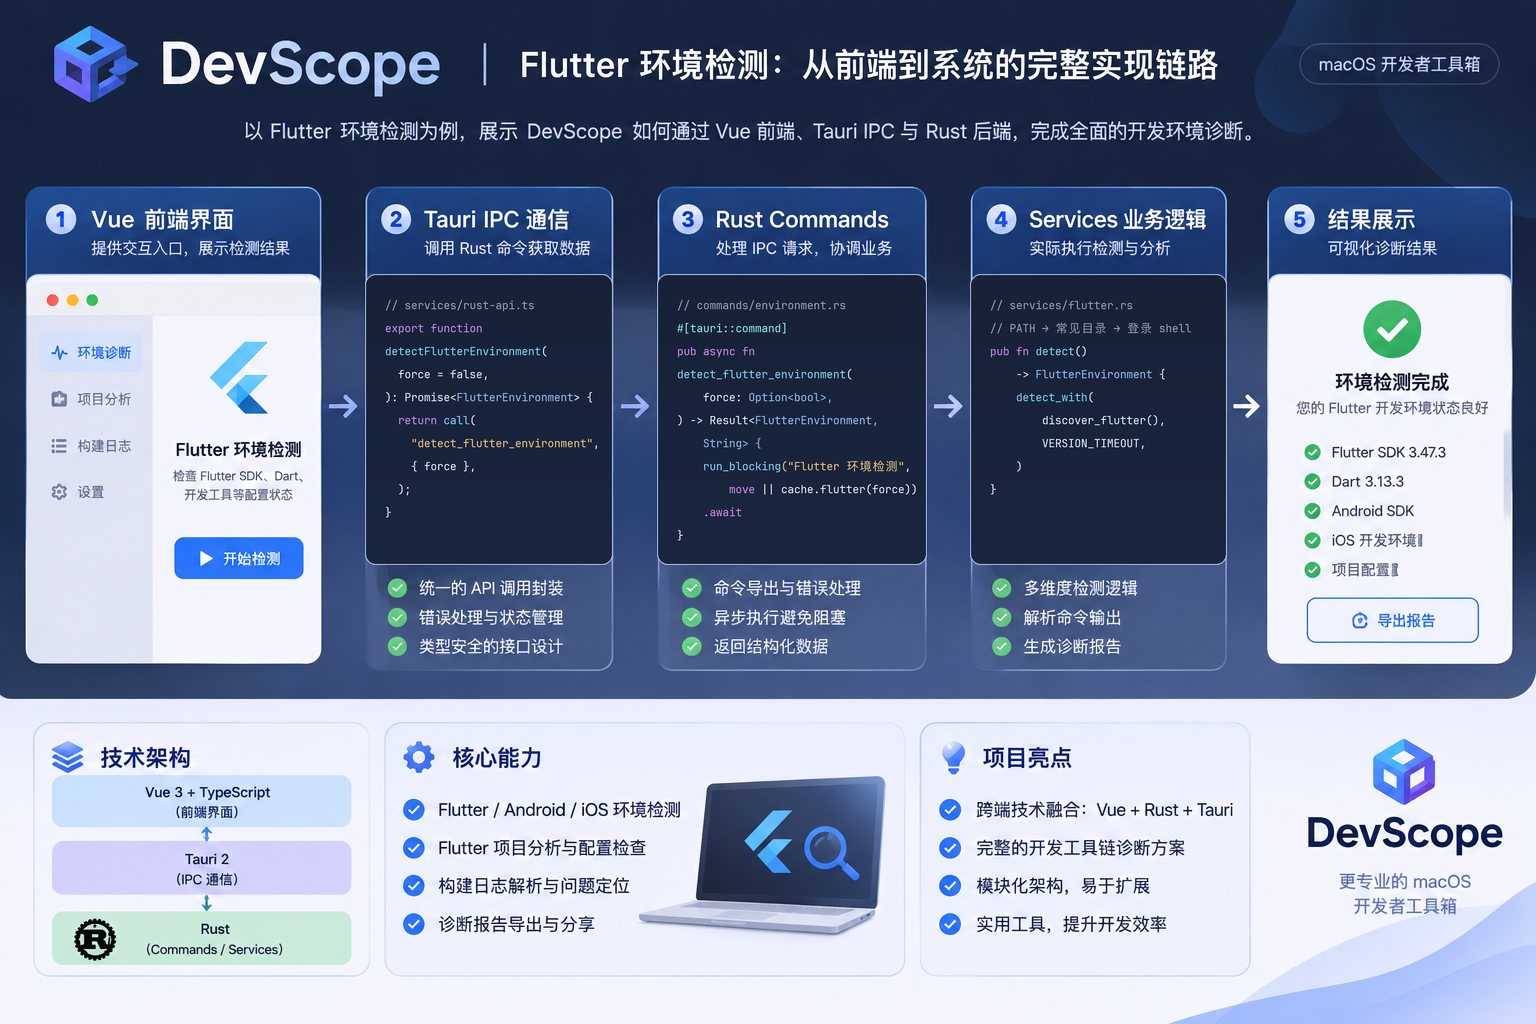 DevScope
Flutter 环境检测：从前端到系统的完整实现链路
macOS 开发者工具箱
以 Flutter 环境检测为例，展示 DevScope 如何通过 Vue 前端、Tauri IPC 与 Rust 后端，完成全面的开发环境诊断。
1 Vue 前端界面
提供交互入口，展示检测结果
环境诊断
项目分析
构建日志
设置
Flutter 环境检测
检查 Flutter SDK、Dart、
开发工具等配置状态
开始检测
2 Tauri IPC 通信
调用 Rust 命令获取数据
// services/rust-api.ts
export function
detectFlutterEnvironment(
force = false,
): Promise<FlutterEnvironment> {
return call(
"detect_flutter_environment",
{ force },
);
}
统一的 API 调用封装
错误处理与状态管理
类型安全的接口设计
3 Rust Commands
处理 IPC 请求，协调业务
// commands/environment.rs
#[tauri::command]
pub async fn
detect_flutter_environment(
force: Option<bool>,
) -> Result<FlutterEnvironment,
String> {
run_blocking("Flutter 环境检测",
move || cache.flutter(force))
.await
}
命令导出与错误处理
异步执行避免阻塞
返回结构化数据
4 Services 业务逻辑
实际执行检测与分析
// services/flutter.rs
// PATH → 常见目录 → 登录 shell
pub fn detect()
-> FlutterEnvironment {
detect_with(
discover_flutter(),
VERSION_TIMEOUT,
)
}
多维度检测逻辑
解析命令输出
生成诊断报告
5 结果展示
可视化诊断结果
环境检测完成
您的 Flutter 开发环境状态良好
Flutter SDK 3.47.3
Dart 3.13.3
Android SDK
iOS 开发环境
项目配置
导出报告
技术架构
Vue 3 + TypeScript
（前端界面）
Tauri 2
（IPC 通信）
Rust
(Commands / Services)
核心能力
Flutter / Android / iOS 环境检测
Flutter 项目分析与配置检查
构建日志解析与问题定位
诊断报告导出与分享
项目亮点
跨端技术融合：Vue + Rust + Tauri
完整的开发工具链诊断方案
模块化架构，易于扩展
实用工具，提升开发效率
DevScope
更专业的 macOS
开发者工具箱